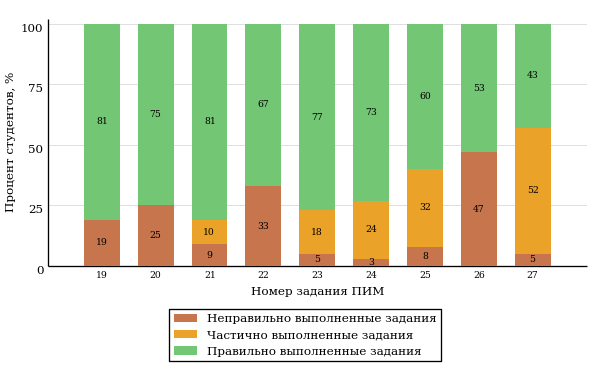 Процент студентов, %
100
75
50
25
0
81 75 81 67 77 73 60 53 43
10 18 24 32 52
19 25 9 33 5 3 8 47 5
19 20 21 22 23 24 25 26 27
Номер задания ПИМ
Неправильно выполненные задания
Частично выполненные задания
Правильно выполненные задания